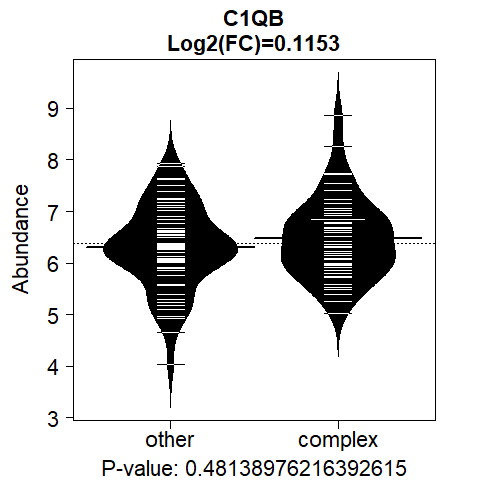 C1QB
Log2(FC)=0.1153
Abundance
9
8
7
6
5
4
3
other complex
P-value: 0.48138976216392615